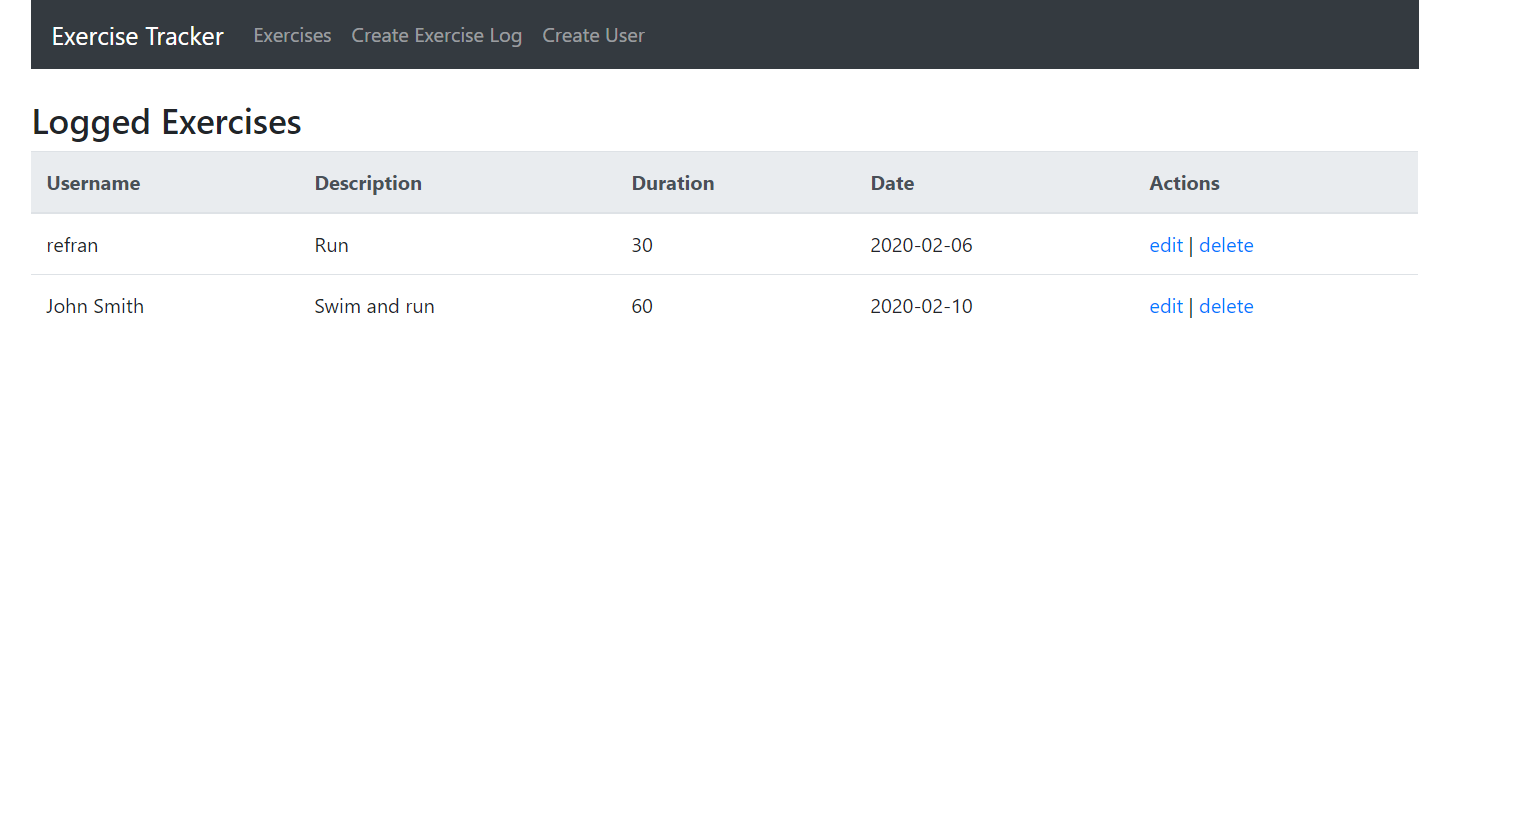 Exercise Tracker Exercises Create Exercise Log Create User
Logged Exercises
Username Description Duration Date Actions
refran Run 30 2020-02-06 edit | delete
John Smith Swim and run 60 2020-02-10 edit | delete